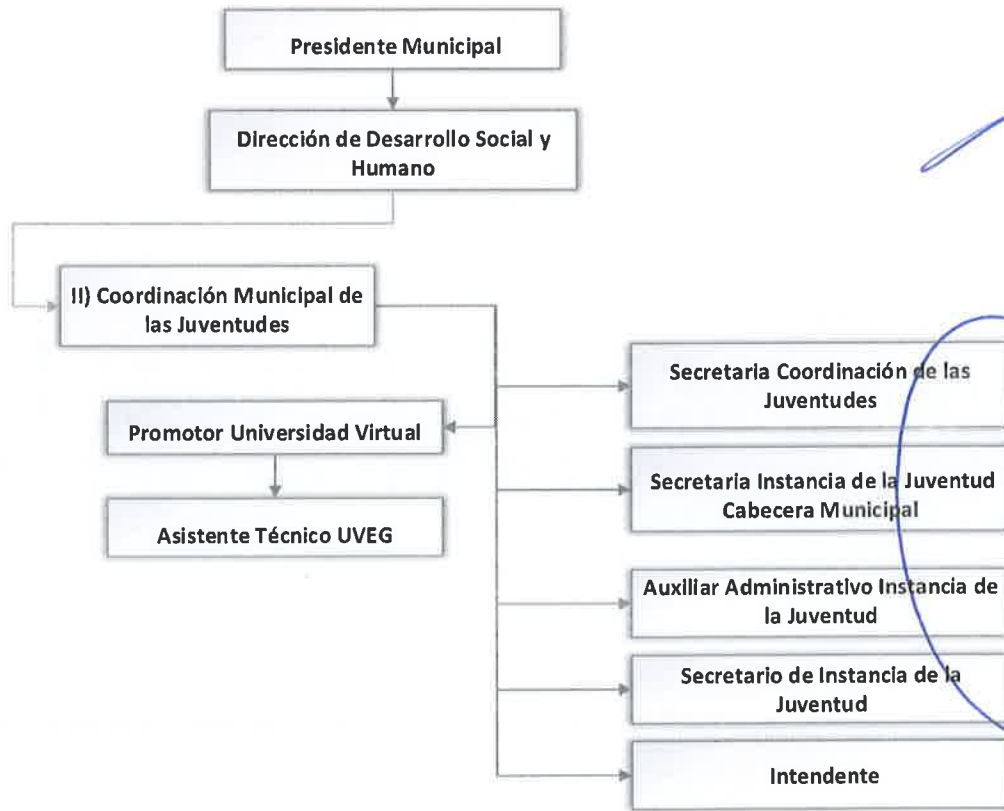 Presidente Municipal
Dirección de Desarrollo Social y
Humano
II) Coordinación Municipal de
las Juventudes
Promotor Universidad Virtual
Asistente Técnico UVEG
Secretaria Coordinación de las
Juventudes
Secretaria Instancia de la Juventud
Cabecera Municipal
Auxiliar Administrativo Instancia de
la Juventud
Secretario de Instancia de la
Juventud
Intendente